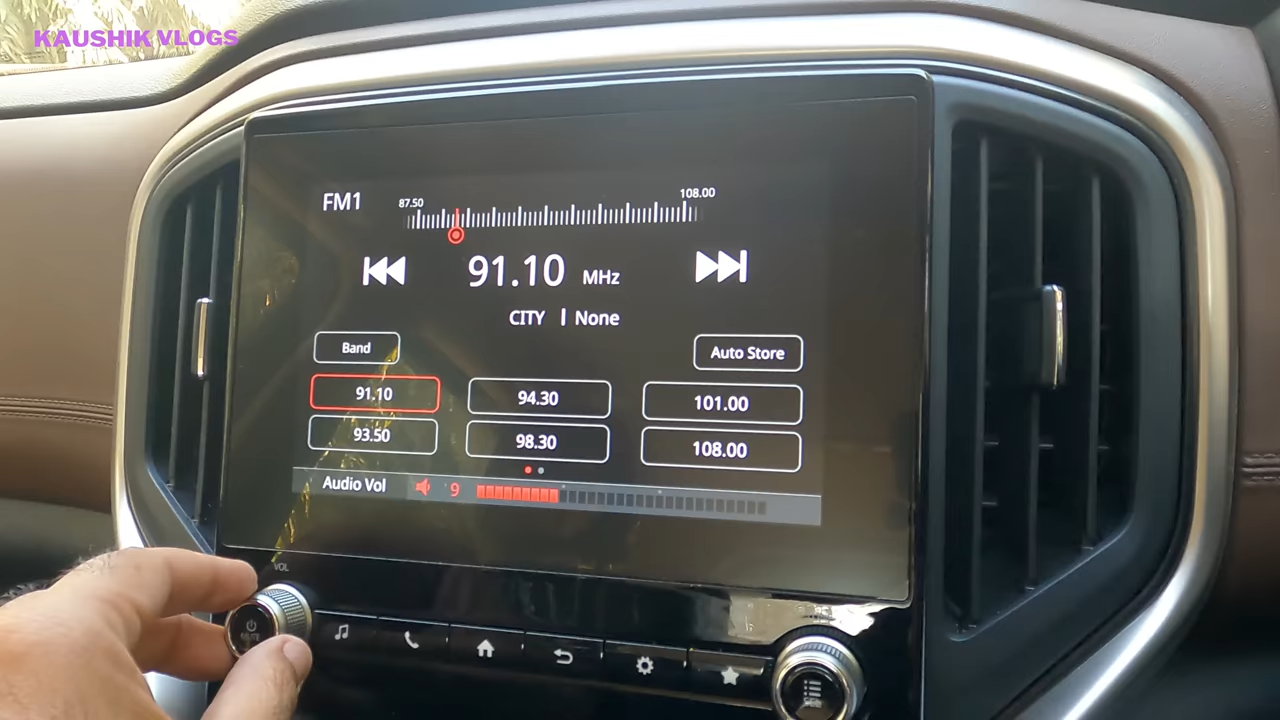 KAUSHIK VLOGS
FM1
87.50
108.00
91.10 MHz
CITY | None
Band
Auto Store
91.10
94.30
101.00
93.50
98.30
108.00
Audio Vol
9
VOL
MUTE